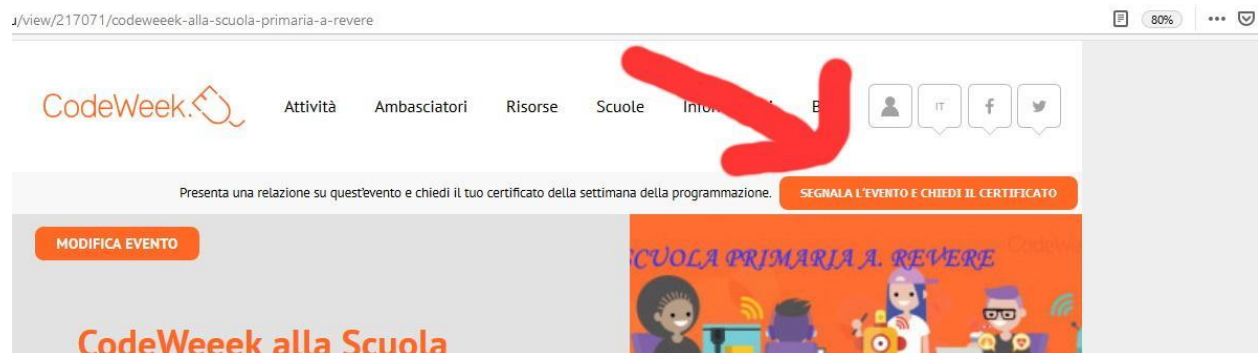 u/view/217071/codeweeek-alla-scuola-primaria-a-revere
80%
CodeWeek
Attività Ambasciatori Risorse Scuole
IT f
Presenta una relazione su quest'evento e chiedi il tuo certificato della settimana della programmazione.
SEGNALA L'EVENTO E CHIEDI IL CERTIFICATO
MODIFICA EVENTO
SCUOLA PRIMARIA A. REVERE
CodeWeeek alla Scuola